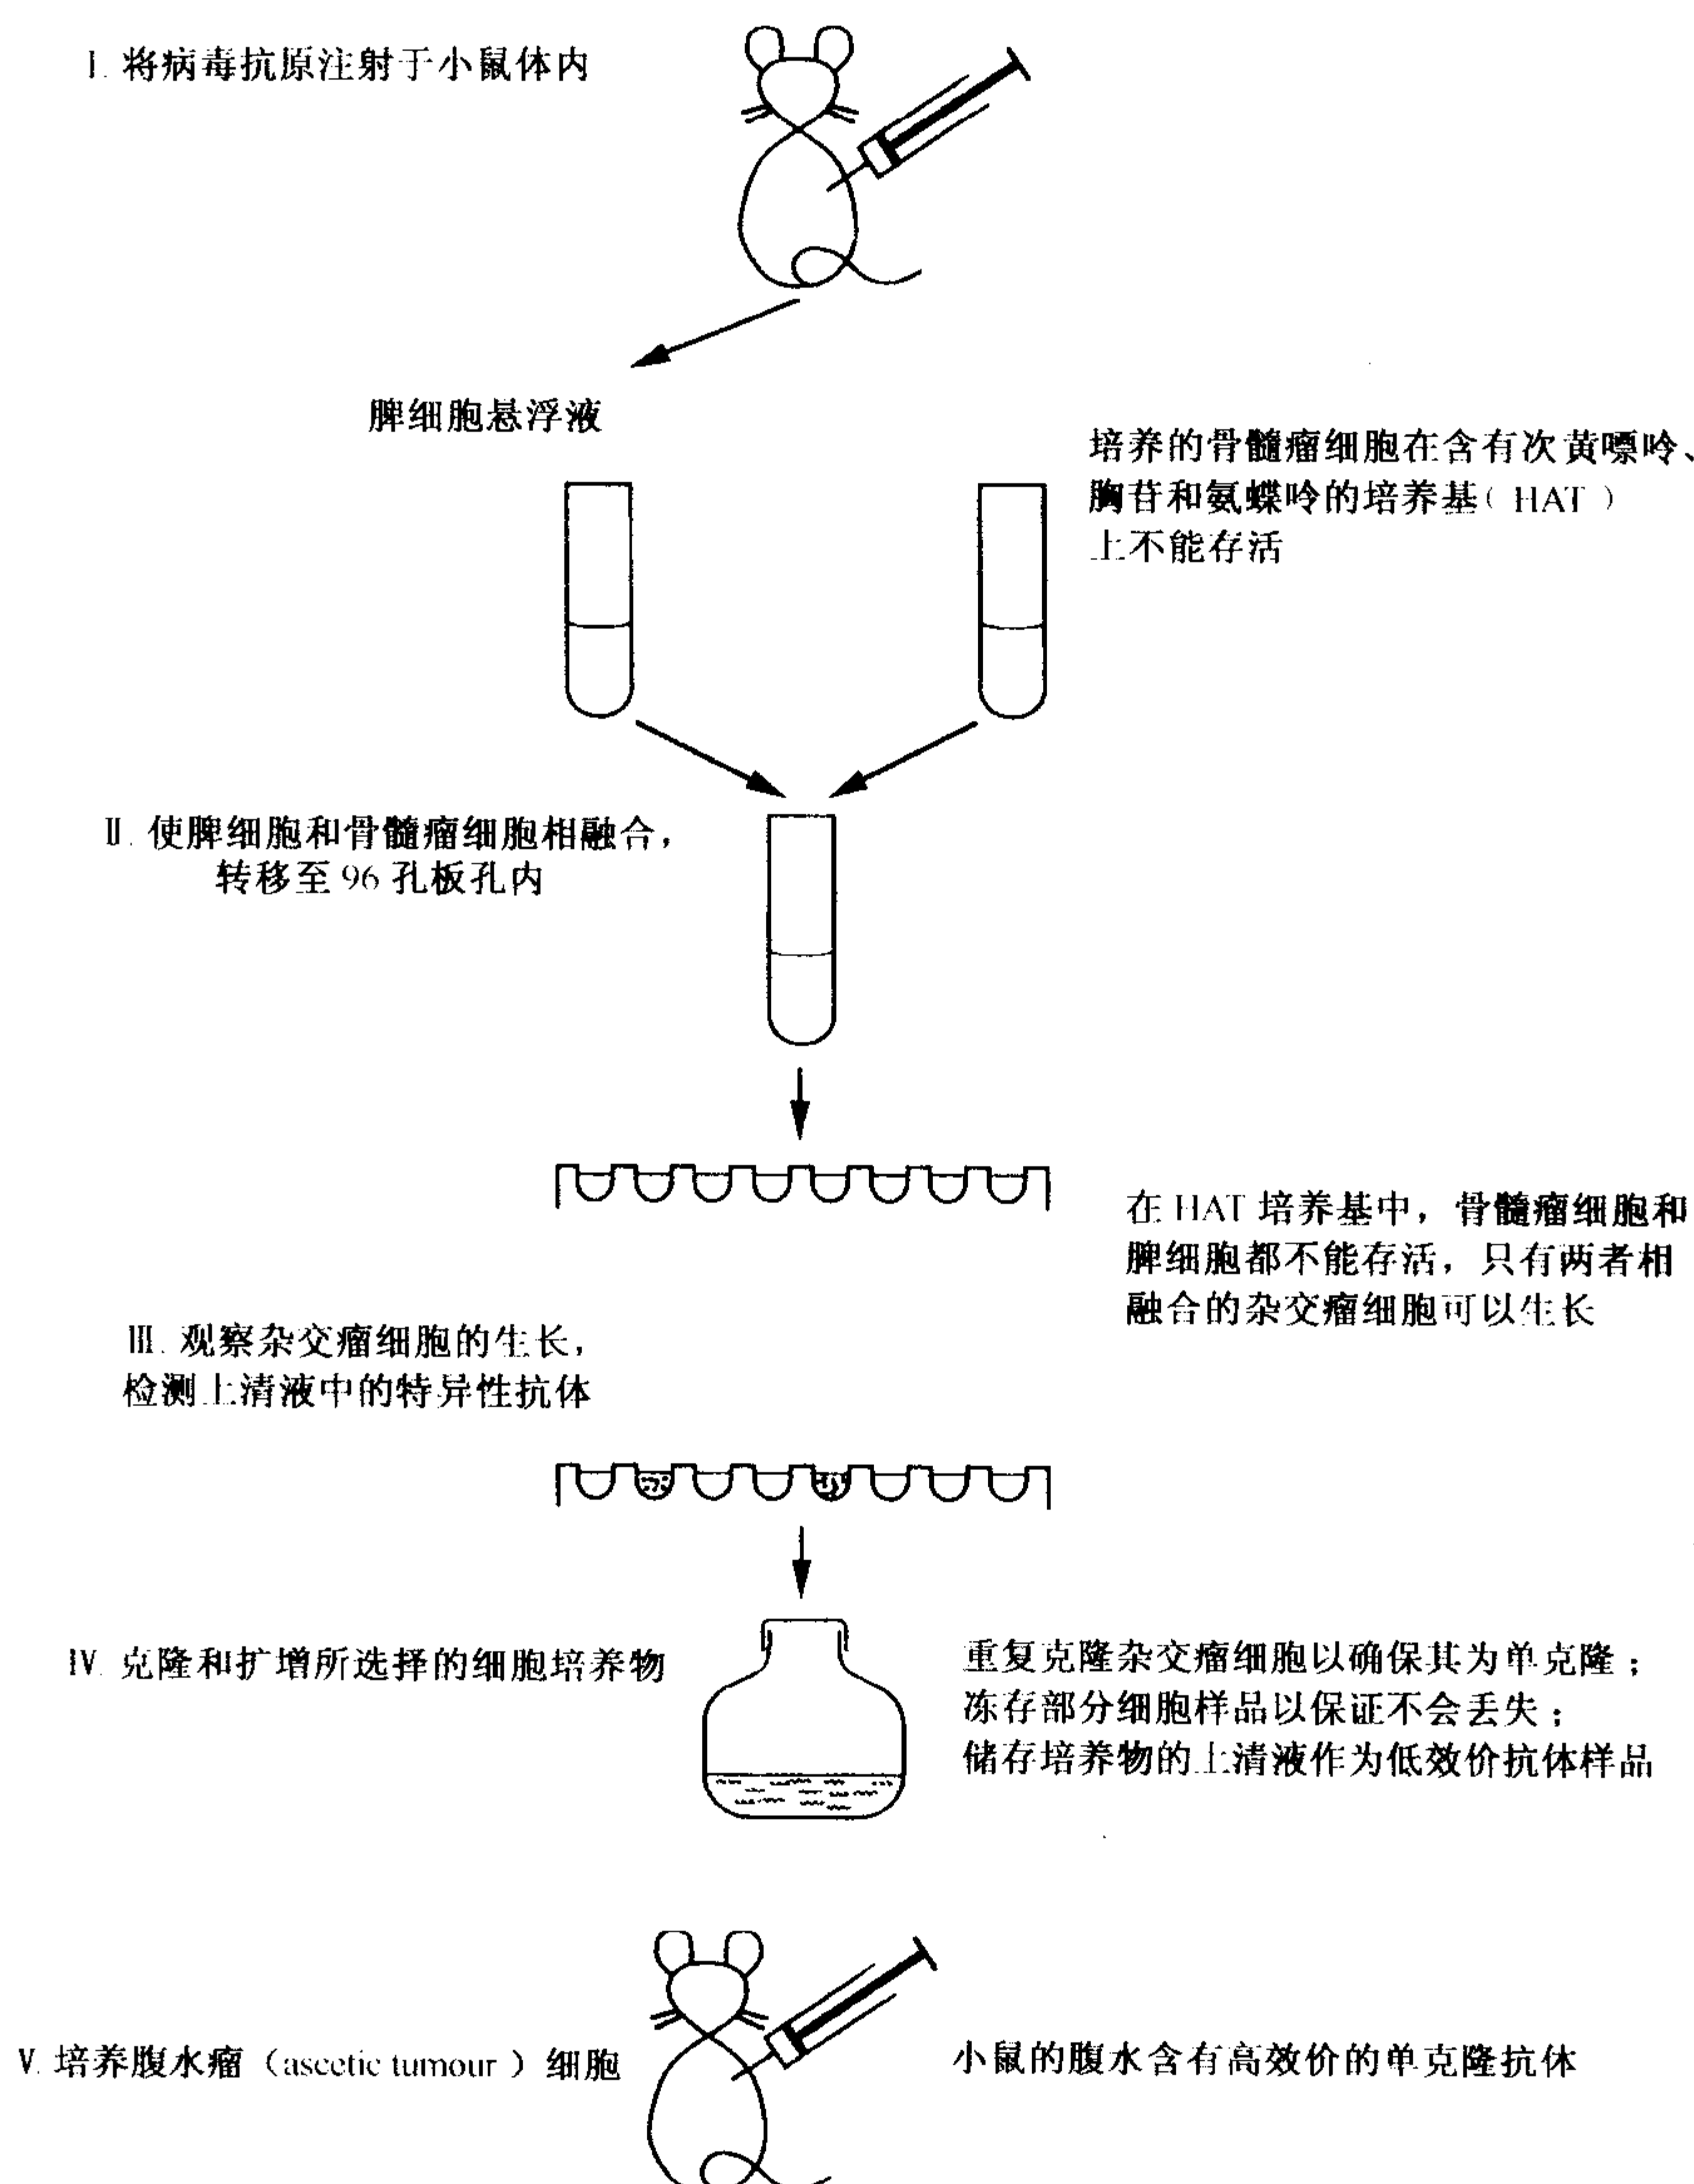 I. 将病毒抗原注射于小鼠体内
脾细胞悬浮液
培养的骨髓瘤细胞在含有次黄嘌呤、
胸苷和氨蝶呤的培养基（HAT）
上不能存活
II. 使脾细胞和骨髓瘤细胞相融合，
转移至 96 孔板孔内
在 HAT 培养基中，骨髓瘤细胞和
脾细胞都不能存活，只有两者相
融合的杂交瘤细胞可以生长
III. 观察杂交瘤细胞的生长，
检测上清液中的特异性抗体
IV. 克隆和扩增所选择的细胞培养物
重复克隆杂交瘤细胞以确保其为单克隆；
冻存部分细胞样品以保证不会丢失；
储存培养物的上清液作为低效价抗体样品
V. 培养腹水瘤（ascetic tumour）细胞
小鼠的腹水含有高效价的单克隆抗体